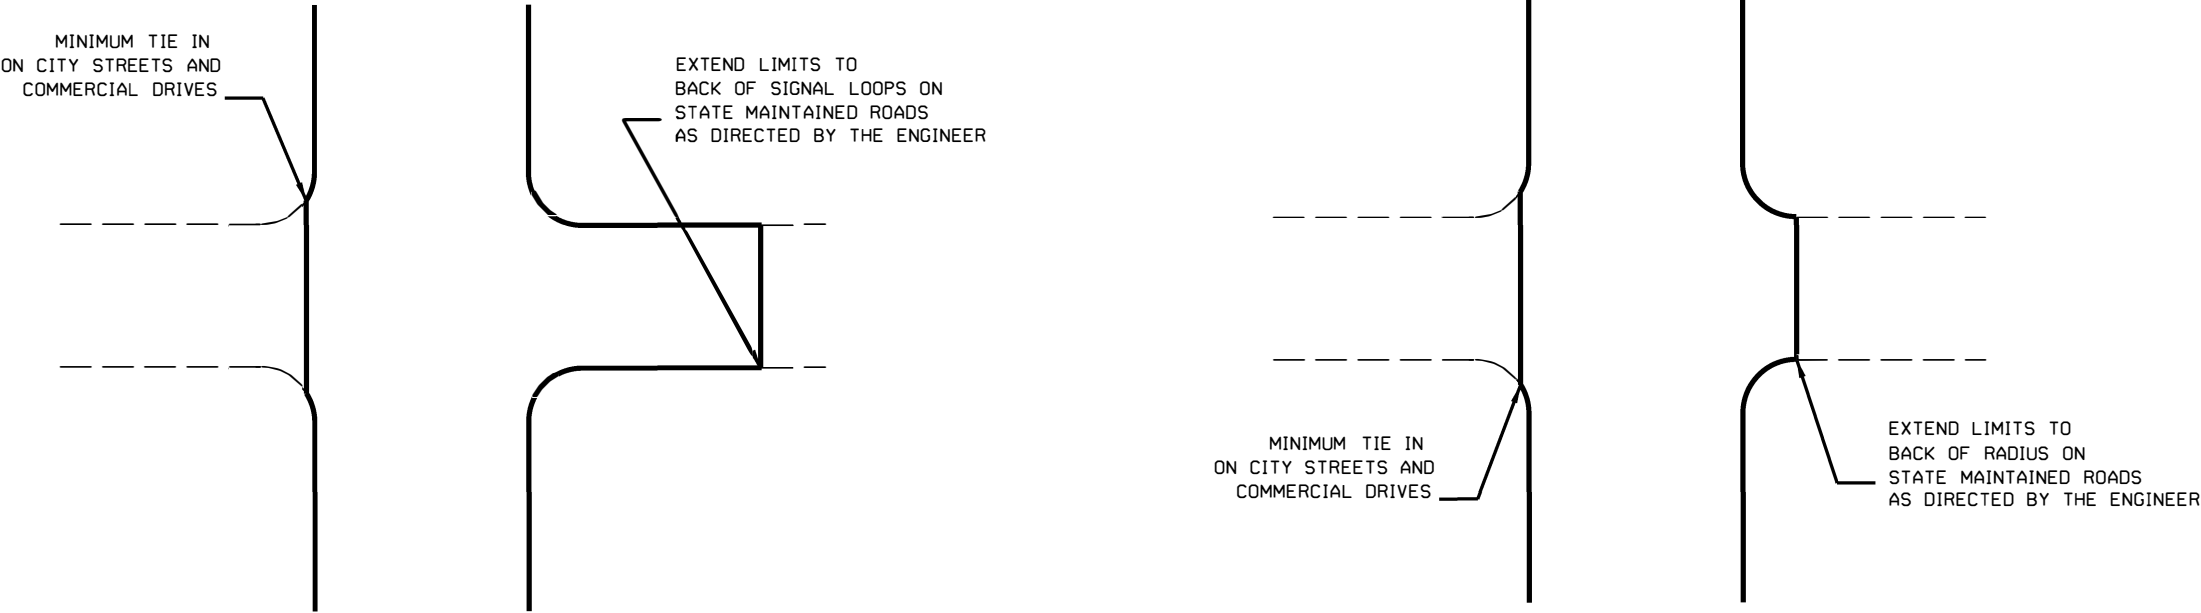 MINIMUM TIE IN
ON CITY STREETS AND
COMMERCIAL DRIVES
EXTEND LIMITS TO
BACK OF SIGNAL LOOPS ON
STATE MAINTAINED ROADS
AS DIRECTED BY THE ENGINEER
MINIMUM TIE IN
ON CITY STREETS AND
COMMERCIAL DRIVES
EXTEND LIMITS TO
BACK OF RADIUS ON
STATE MAINTAINED ROADS
AS DIRECTED BY THE ENGINEER